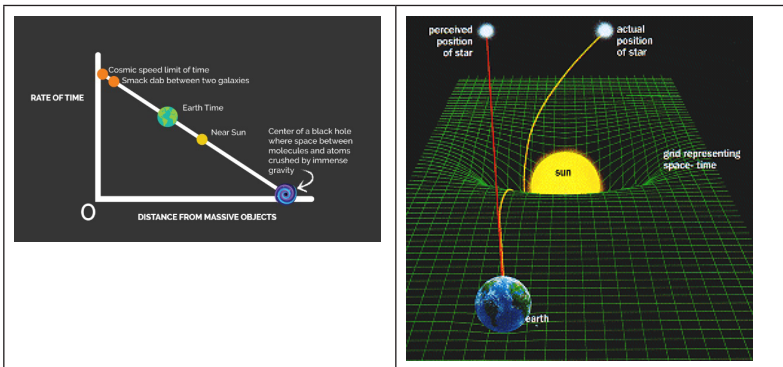 Cosmic speed limit of time
Smack dab between two galaxies
RATE OF TIME
Earth Time
Near Sun
Center of a black hole
where space between
molecules and atoms
crushed by immense
gravity
O
DISTANCE FROM MASSIVE OBJECTS
perceived
position
of star
actual
position
of star
sun
grid representing
space- time
earth